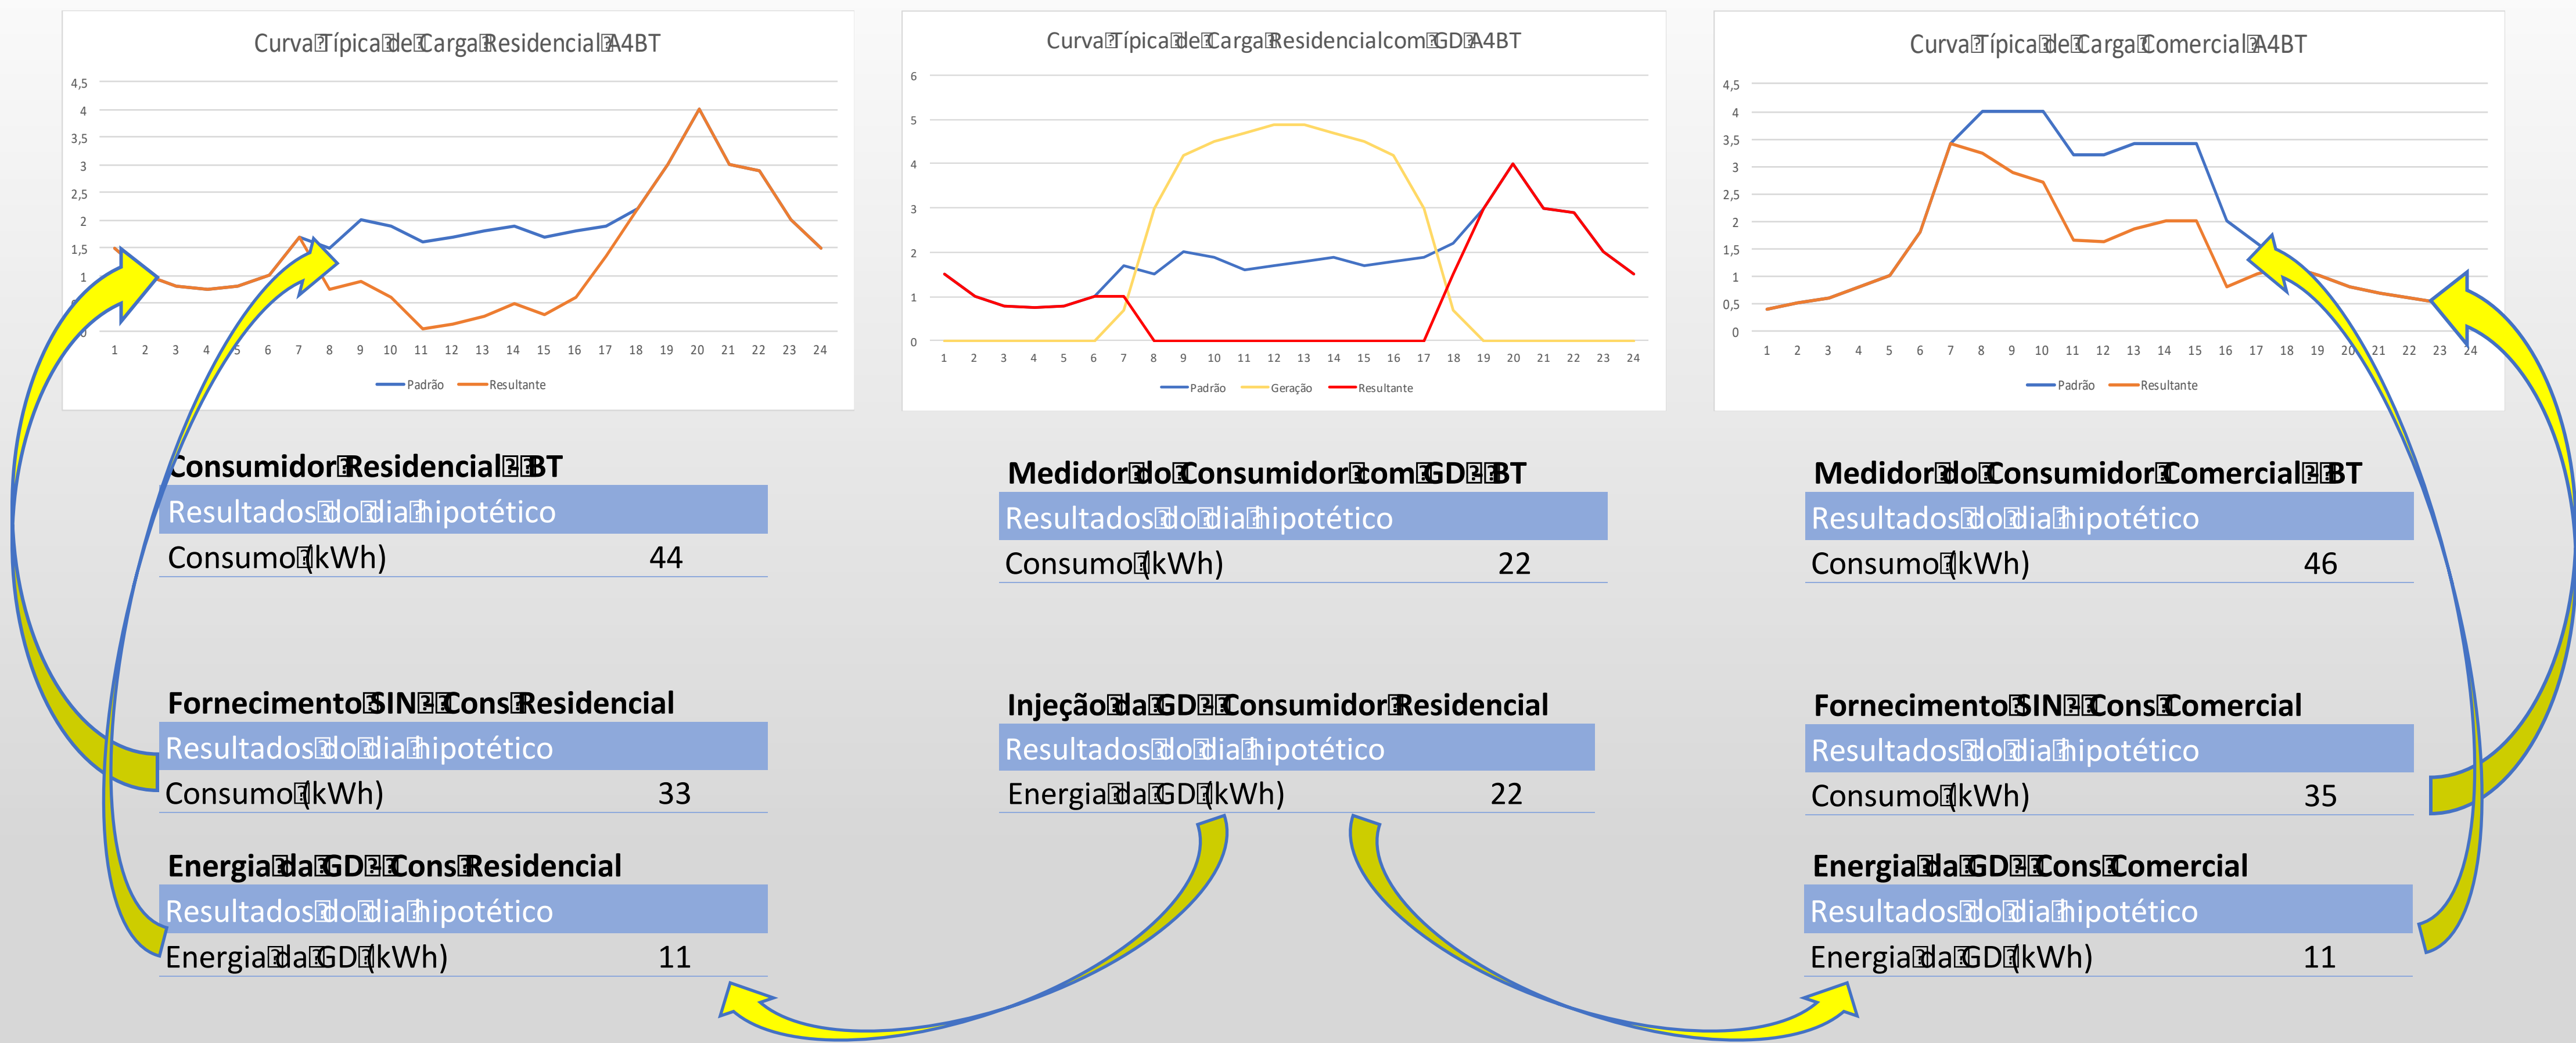 Curva Típica de Carga Residencial A4BT
4,5
4
3,5
3
2,5
2
1,5
1
0
1 2 3 4 5 6 7 8 9 10 11 12 13 14 15 16 17 18 19 20 21 22 23 24
Padrão Resultante
Curva Típica de Carga Residencialcom GD A4BT
6
5
4
3
2
1
0
1 2 3 4 5 6 7 8 9 10 11 12 13 14 15 16 17 18 19 20 21 22 23 24
Padrão Geração Resultante
Curva Típica de Carga Comercial A4BT
4,5
4
3,5
3
2,5
2
1,5
1
0,5
0
1 2 3 4 5 6 7 8 9 10 11 12 13 14 15 16 17 18 19 20 21 22 23 24
Padrão Resultante
Consumidor Residencial - BT
Resultados do dia hipotético
Consumo (kWh) 44
Medidor do Consumidor com GD - BT
Resultados do dia hipotético
Consumo (kWh) 22
Medidor do Consumidor Comercial - BT
Resultados do dia hipotético
Consumo (kWh) 46
Fornecimento SIN - Cons Residencial
Resultados do dia hipotético
Consumo (kWh) 33
Injeção da GD - Consumidor Residencial
Resultados do dia hipotético
Energia da GD (kWh) 22
Fornecimento SIN - Cons Comercial
Resultados do dia hipotético
Consumo (kWh) 35
Energia da GD - Cons Residencial
Resultados do dia hipotético
Energia da GD (kWh) 11
Energia da GD - Cons Comercial
Resultados do dia hipotético
Energia da GD (kWh) 11